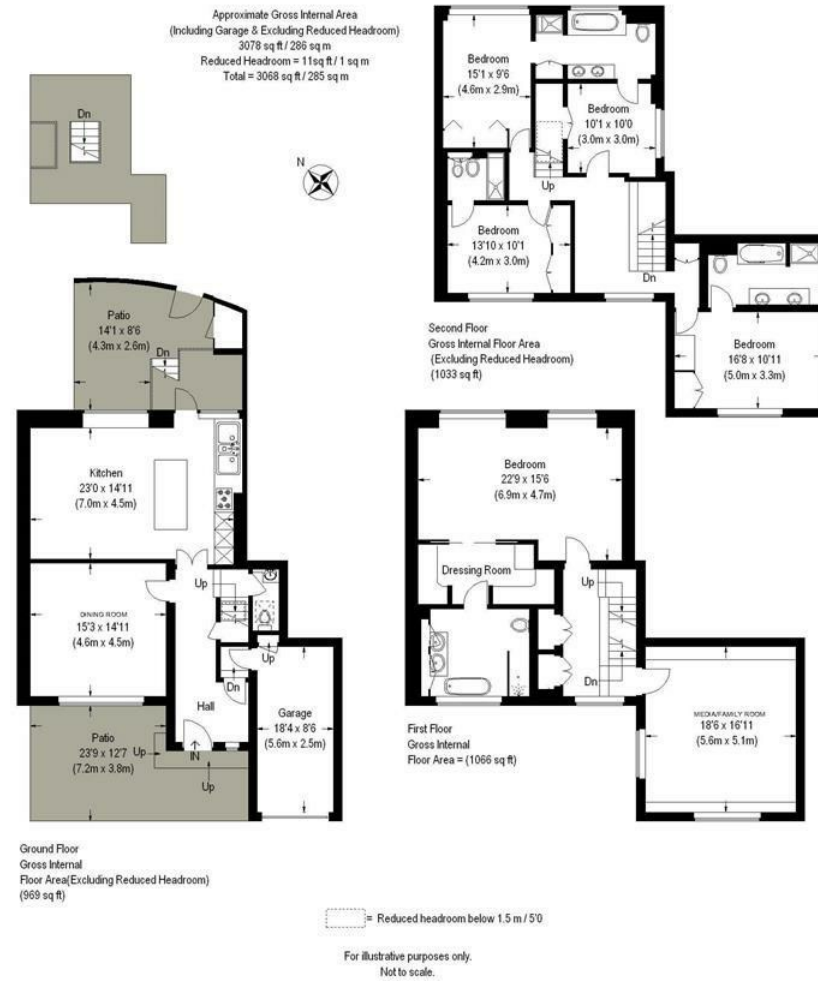 Approximate Gross Internal Area
(Including Garage & Excluding Reduced Headroom)
3078 sq ft / 286 sq m
Reduced Headroom = 11sq ft / 1 sq m
Total = 3068 sq ft / 285 sq m
Dn
N
Bedroom
15'1 x 9'6
(4.6m x 2.9m)
Bedroom
10'1 x 10'0
(3.0m x 3.0m)
Up
Bedroom
13'10 x 10'1
(4.2m x 3.0m)
Dn
Bedroom
16'8 x 10'11
(5.0m x 3.3m)
Second Floor
Gross Internal Floor Area
(Excluding Reduced Headroom)
(1033 sq ft)
Patio
14'1 x 8'6
(4.3m x 2.6m)
Dn
Kitchen
23'0 x 14'11
(7.0m x 4.5m)
Up
DINING ROOM
15'3 x 14'11
(4.6m x 4.5m)
Up
Dn
Hall
Garage
18'4 x 8'6
(5.6m x 2.5m)
Patio
23'9 x 12'7
(7.2m x 3.8m)
Up
IN
Up
Ground Floor
Gross Internal
Floor Area(Excluding Reduced Headroom)
(969 sq ft)
Bedroom
22'9 x 15'6
(6.9m x 4.7m)
Dressing Room
Up
Dn
MEDIA/FAMILY ROOM
18'6 x 16'11
(5.6m x 5.1m)
First Floor
Gross Internal
Floor Area = (1066 sq ft)
= Reduced headroom below 1.5 m / 5'0
For illustrative purposes only.
Not to scale.